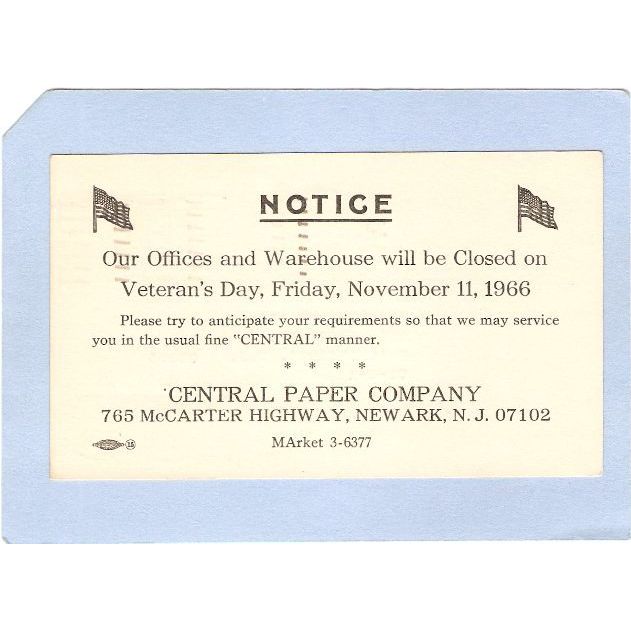 NOTICE
Our Offices and Warehouse will be Closed on
Veteran's Day, Friday, November 11, 1966
Please try to anticipate your requirements so that we may service
you in the usual fine "CENTRAL" manner.
* * * *
CENTRAL PAPER COMPANY
765 McCARTER HIGHWAY, NEWARK, N. J. 07102
MArket 3-6377